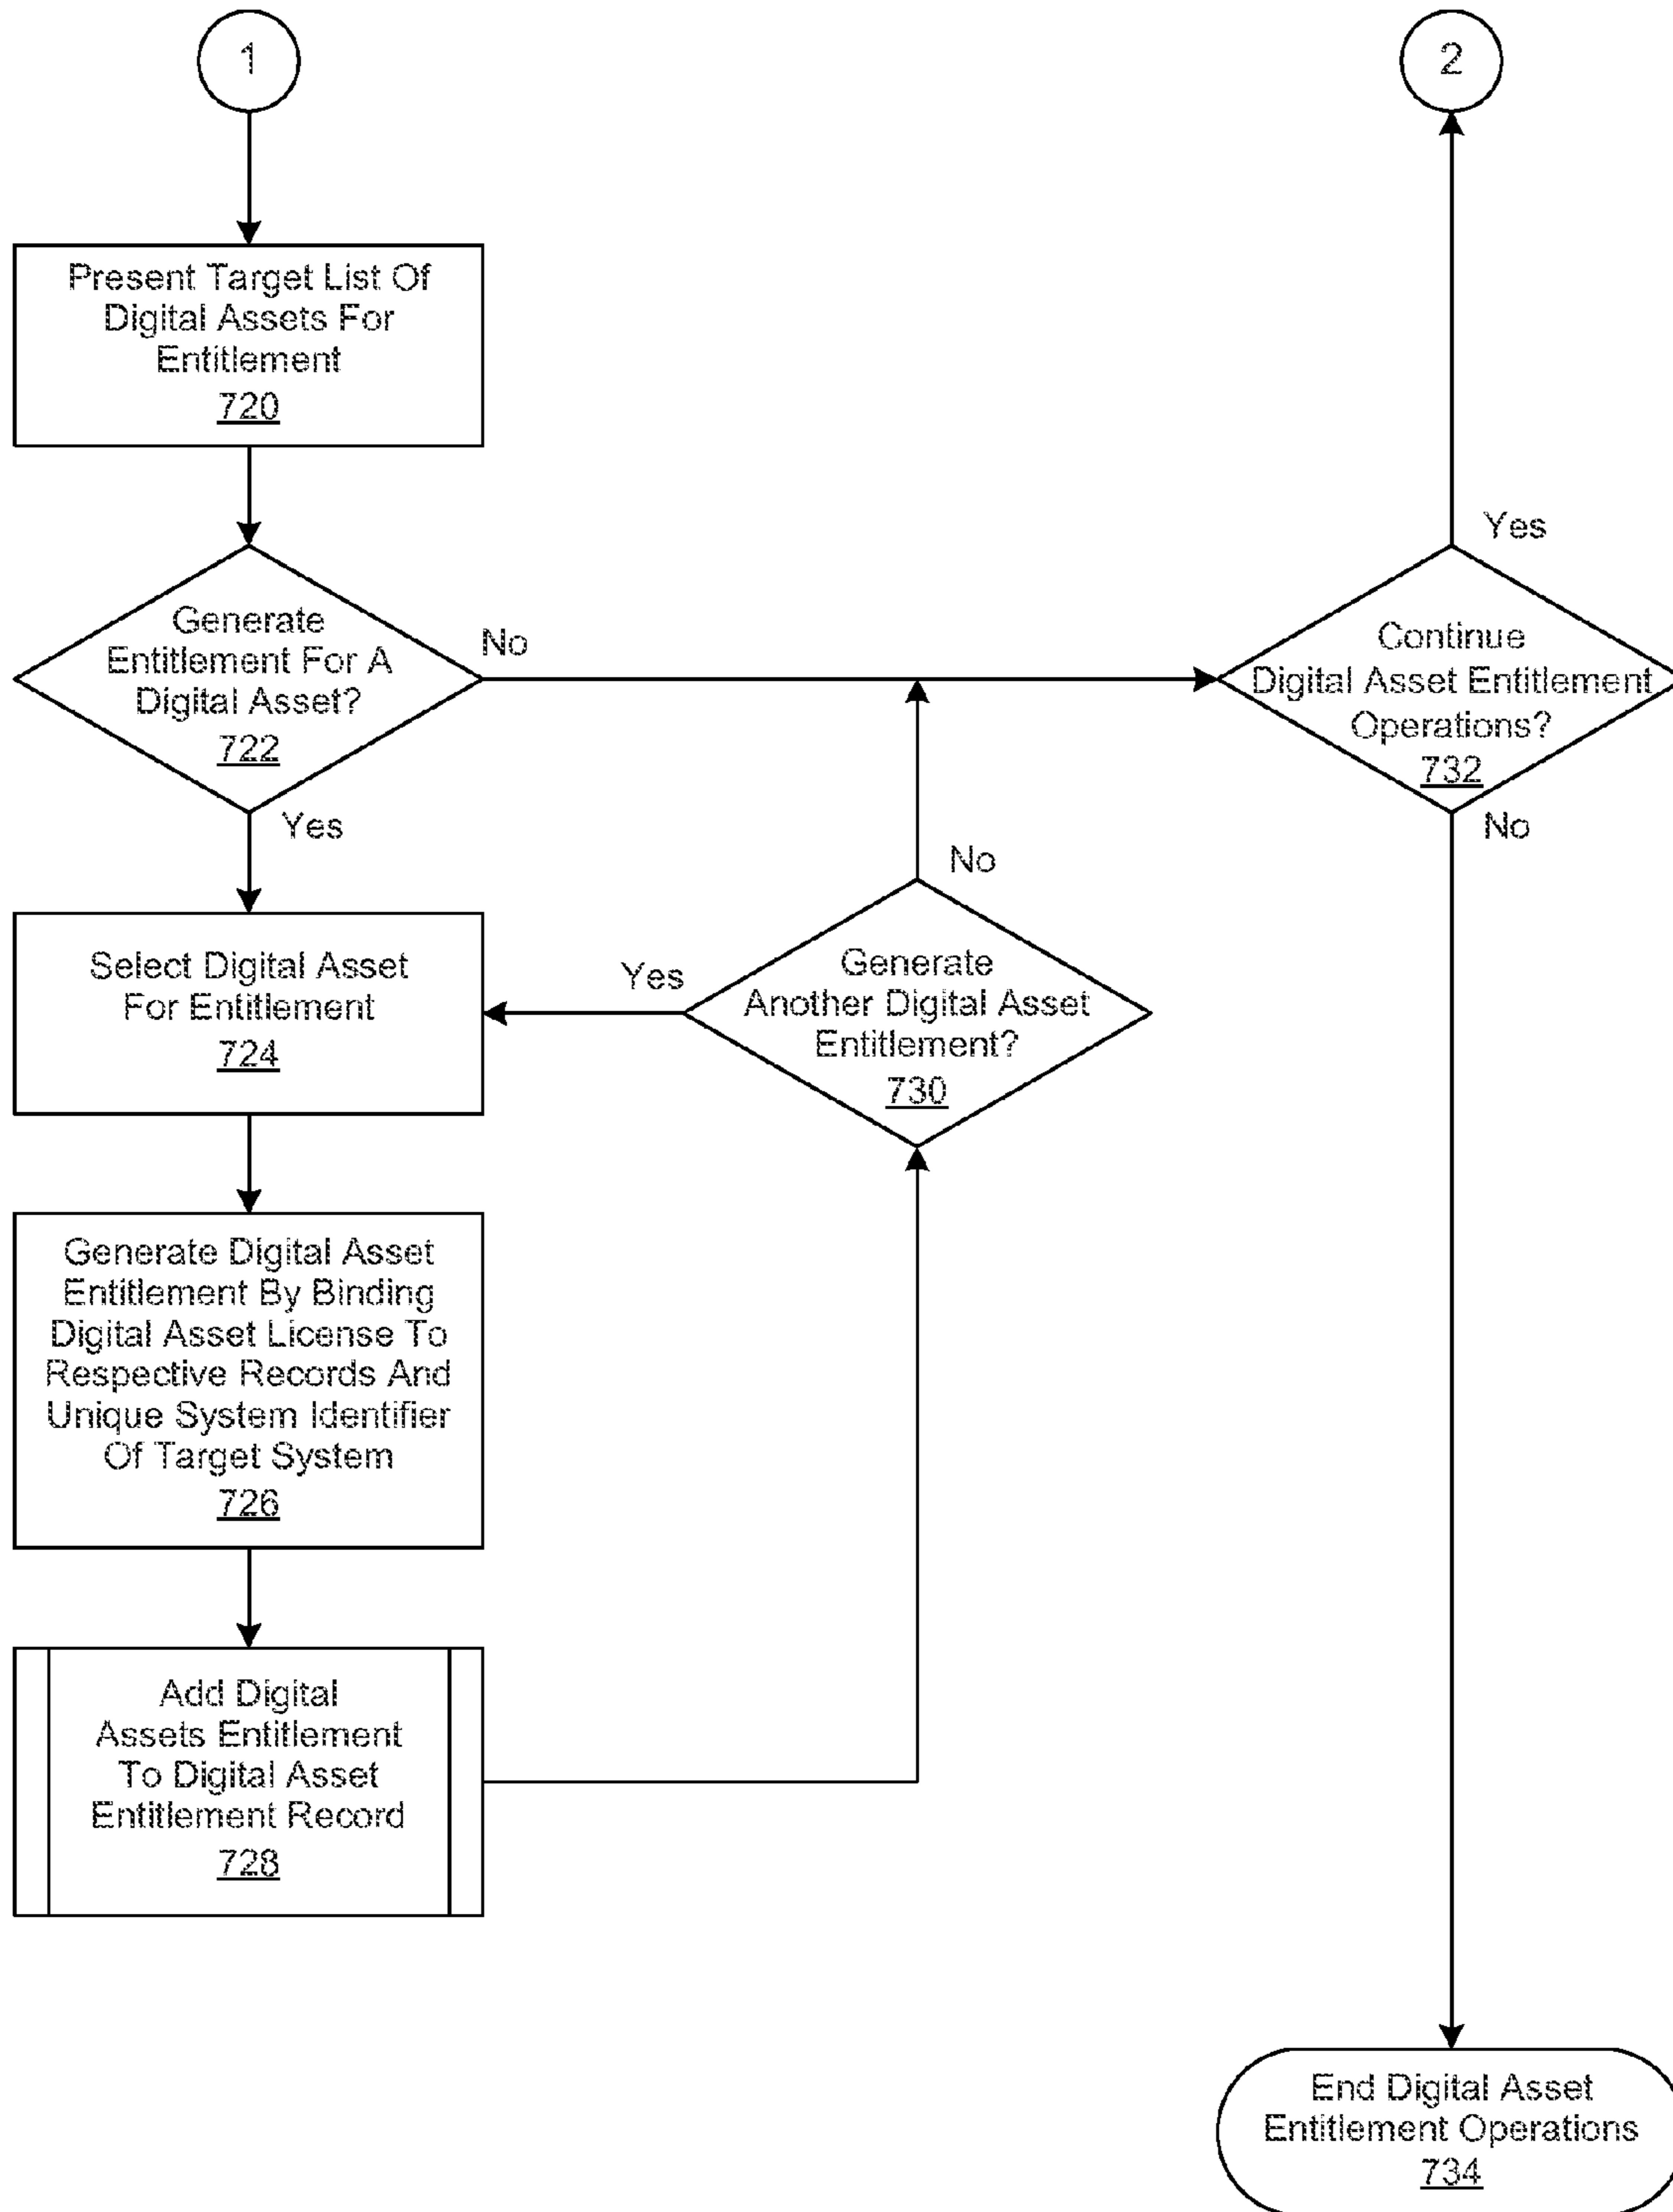 1
2
Present Target List Of
Digital Assets For
Entitlement
720
Generate
Entitlement For A
Digital Asset?
722
No
Yes
Yes
Continue
Digital Asset Entitlement
Operations?
732
No
Select Digital Asset
For Entitlement
724
Yes
No
Generate
Another Digital Asset
Entitlement?
730
Generate Digital Asset
Entitlement By Binding
Digital Asset License To
Respective Records And
Unique System Identifier
Of Target System
726
Add Digital
Assets Entitlement
To Digital Asset
Entitlement Record
728
End Digital Asset
Entitlement Operations
734